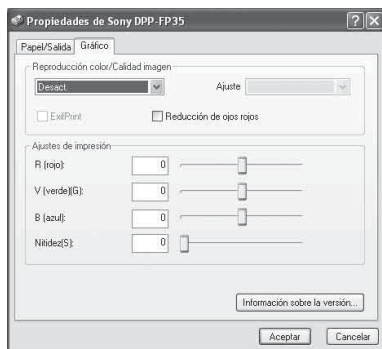 Propiedades de Sony DPP-FP35
Papel/Salida Gráfico
Reproducción color/Calidad imagen
Desact. Ajuste
ExifPrint Reducción de ojos rojos
Ajustes de impresión
R (rojo): 0
V (verde)(G): 0
B (azul): 0
Nitidez(S): 0
Información sobre la versión...
Aceptar Cancelar